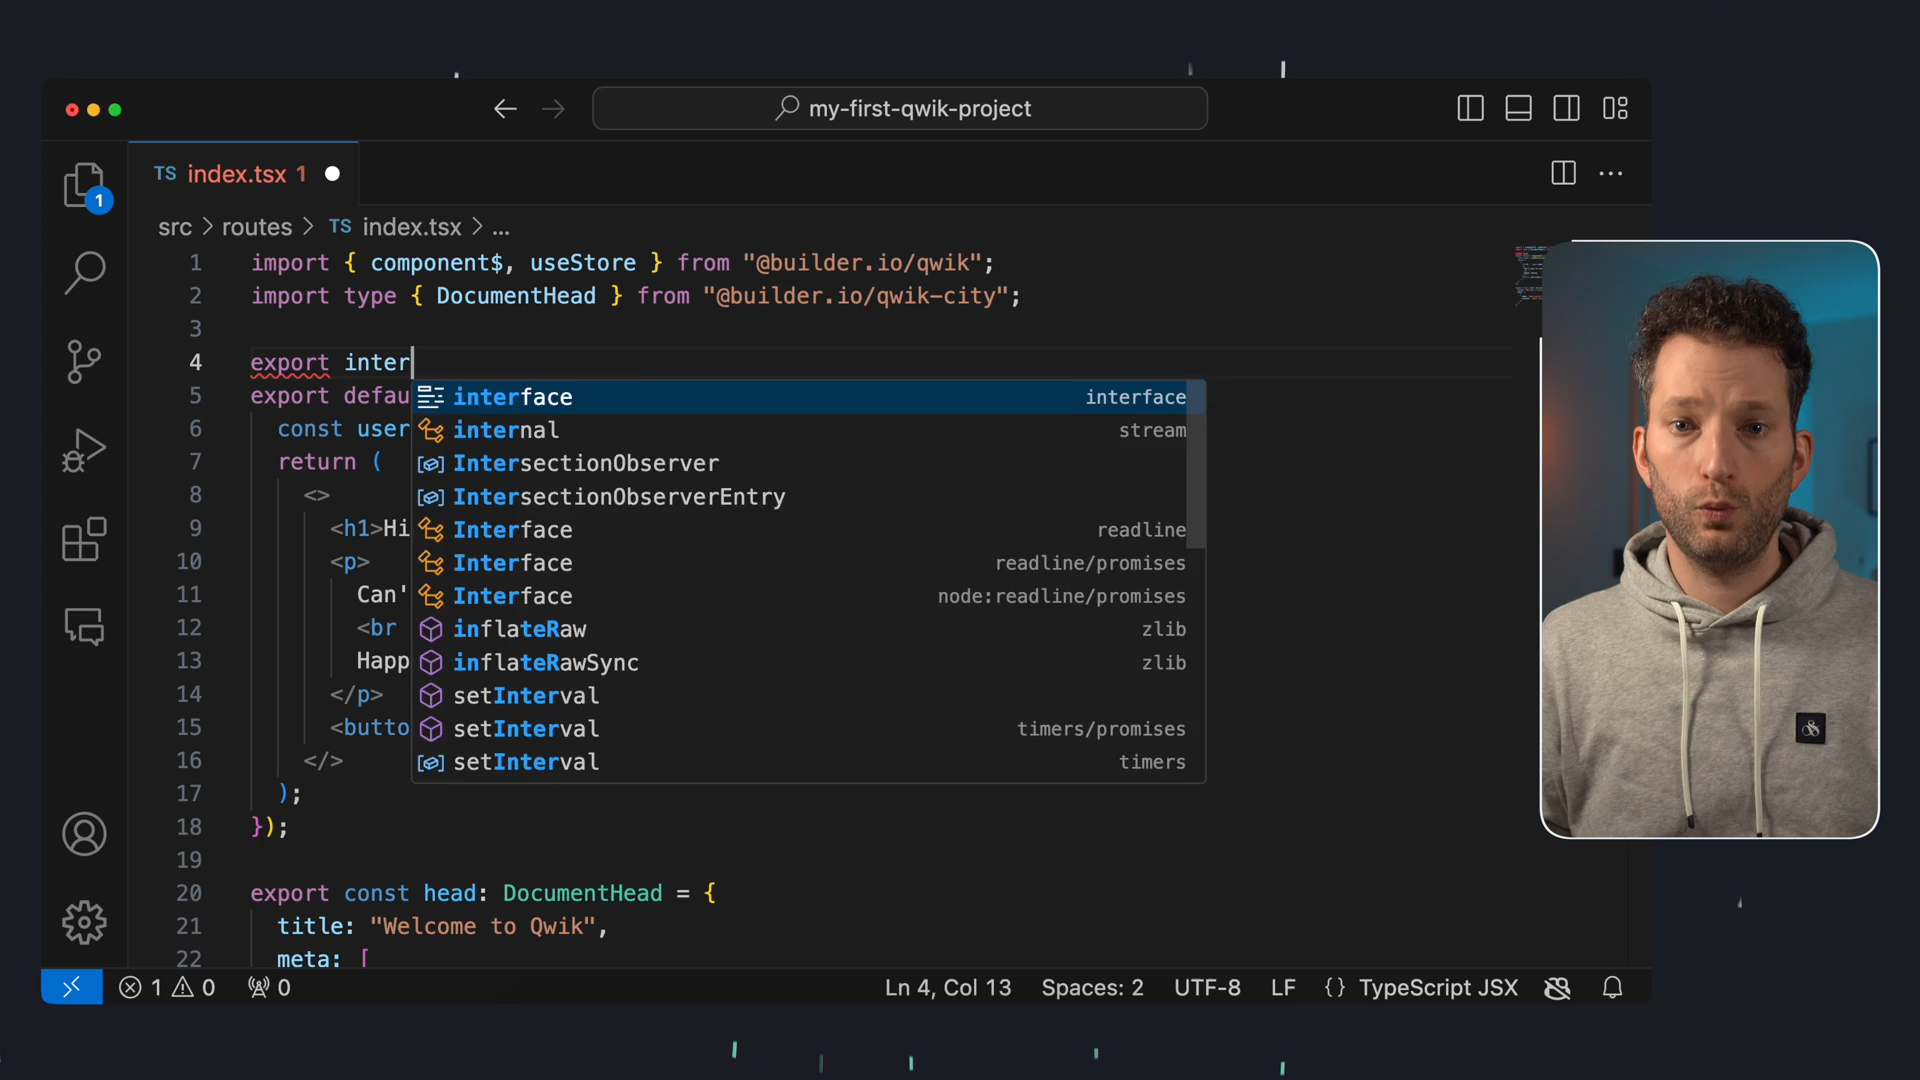 my-first-qwik-project
TS index.tsx 1
1
src > routes > TS index.tsx > ...
1 import { component$, useStore } from "@builder.io/qwik";
2 import type { DocumentHead } from "@builder.io/qwik-city";
3
4 export inter
5 export defau
6 const user
7 return (
8 <>
9 <h1>Hi
10 <p>
11 Can'
12 <br
13 Happ
14 </p>
15 <butto
16 </>
17 );
18 });
19
20 export const head: DocumentHead = {
21 title: "Welcome to Qwik",
22 meta: [
interface interface
internal stream
IntersectionObserver
IntersectionObserverEntry
Interface readline
Interface readline/promises
Interface node:readline/promises
inflateRaw zlib
inflateRawSync zlib
setInterval
setInterval timers/promises
setInterval timers
1 0 0 Ln 4, Col 13 Spaces: 2 UTF-8 LF {} TypeScript JSX